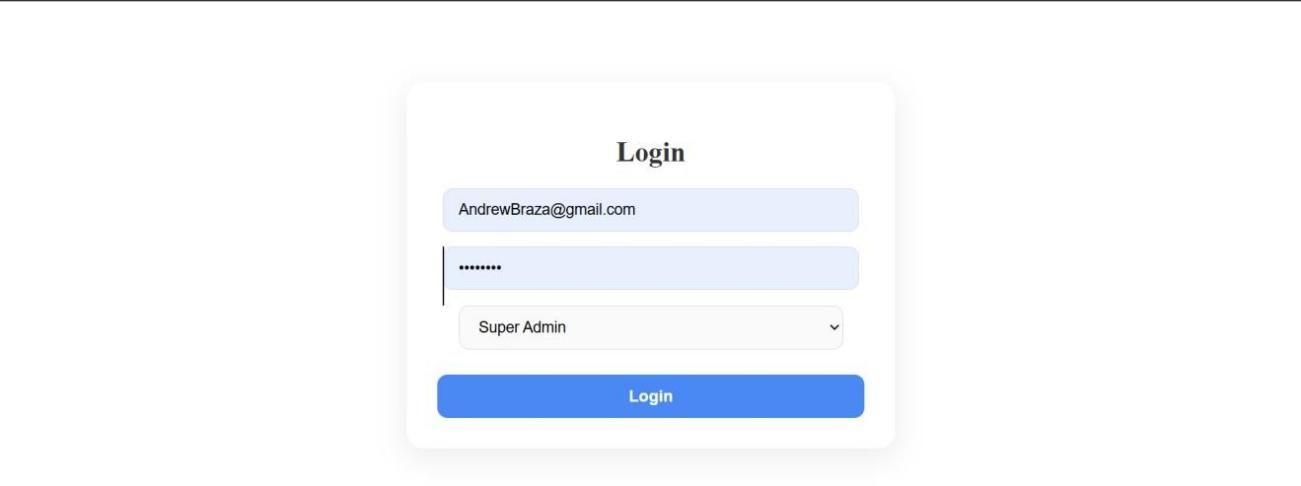 Login
AndrewBraza@gmail.com
••••••••
Super Admin
Login